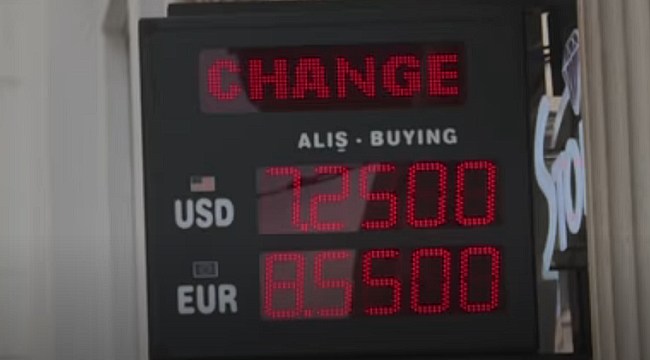 CHANGE
ALIŞ - BUYING
USD 7.2500
EUR 8.5500